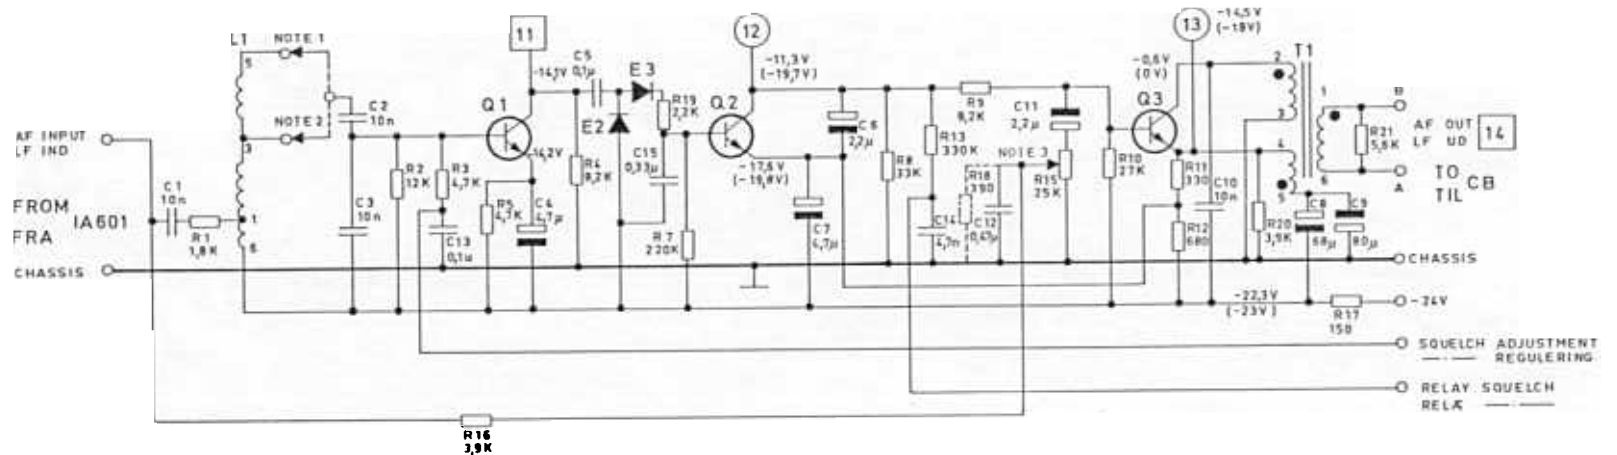 L1
NOTE 1
5
NOTE 2
3
1
6
AF INPUT
LF IND
FROM
FRA
IA601
CHASSIS
C1
10n
R1
1,8K
C2
10n
C3
10n
R2
12K
R3
4,7K
C13
0,1µ
11
-14,1V
Q1
-14,2V
R5
4,7K
C4
4,7µ
R4
8,2K
C5
0,1µ
E3
E2
R19
2,2K
C15
0,33µ
R7
220K
12
-11,3V
(-19,7V)
Q2
-17,5V
(-19,8V)
C6
2,2µ
C7
4,7µ
R8
33K
R13
330K
R9
8,2K
C14
4,7n
R18
390
NOTE 3
C12
0,47µ
C11
2,2µ
R15
25K
R10
27K
13
-14,5V
(-18V)
-0,6V
(0V)
Q3
R11
330
R12
680
C10
10n
R20
3,9K
T1
2
3
4
5
1
6
C8
68µ
C9
80µ
R21
5,6K
B
A
AF OUT
LF UD
14
TO
TIL
CB
CHASSIS
-22,3V
(-23V)
R17
150
-24V
SQUELCH ADJUSTMENT
REGULERING
RELAY SQUELCH
RELÆ
R16
3,9K